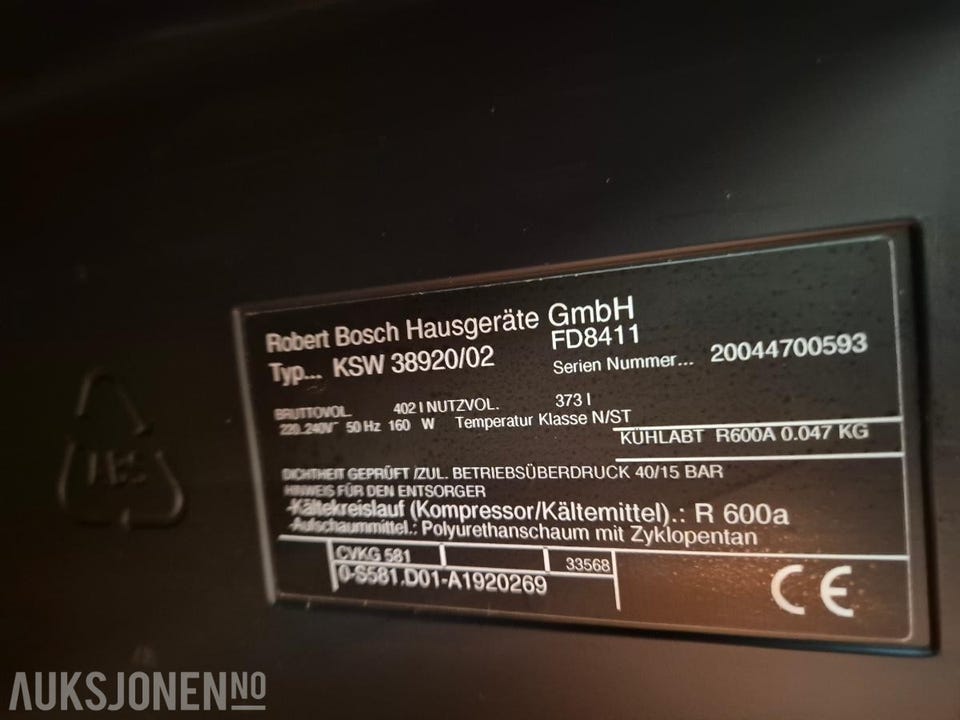 Robert Bosch Hausgeräte GmbH
FD8411
Typ... KSW 38920/02
Serien Nummer... 20044700593
BRUTTOVOL. 402 l NUTZVOL. 373 l
220..240V~ 50 Hz 160 W Temperatur Klasse N/ST
KÜHLABT R600A 0.047 KG
DICHTHEIT GEPRÜFT /ZUL. BETRIEBSÜBERDRUCK 40/15 BAR
HINWEIS FÜR DEN ENTSORGER
-Kältekreislauf (Kompressor/Kältemittel).: R 600a
-Aufschaummittel.: Polyurethanschaum mit Zyklopentan
CVKG 581 33568
0-S581.D01-A1920269
CE
ABS
AUKSJONEN NO